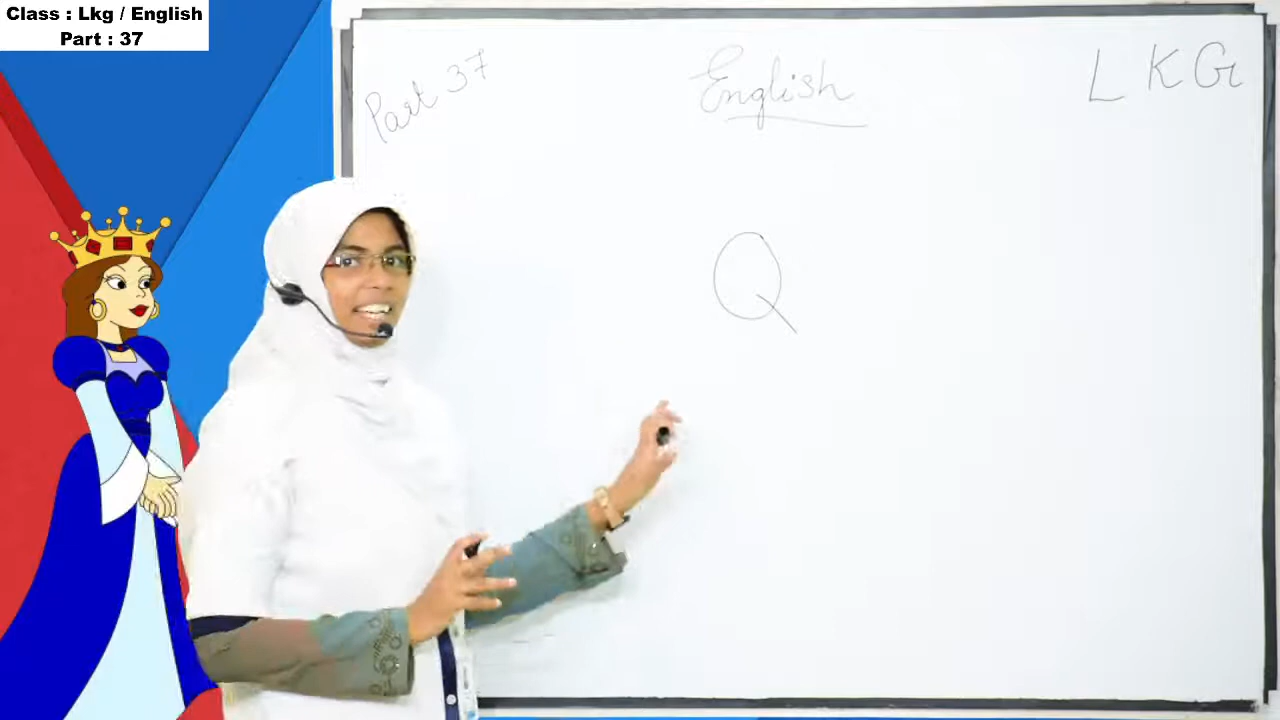 Class : Lkg / English
Part : 37
Part 37
English
L K G
Q